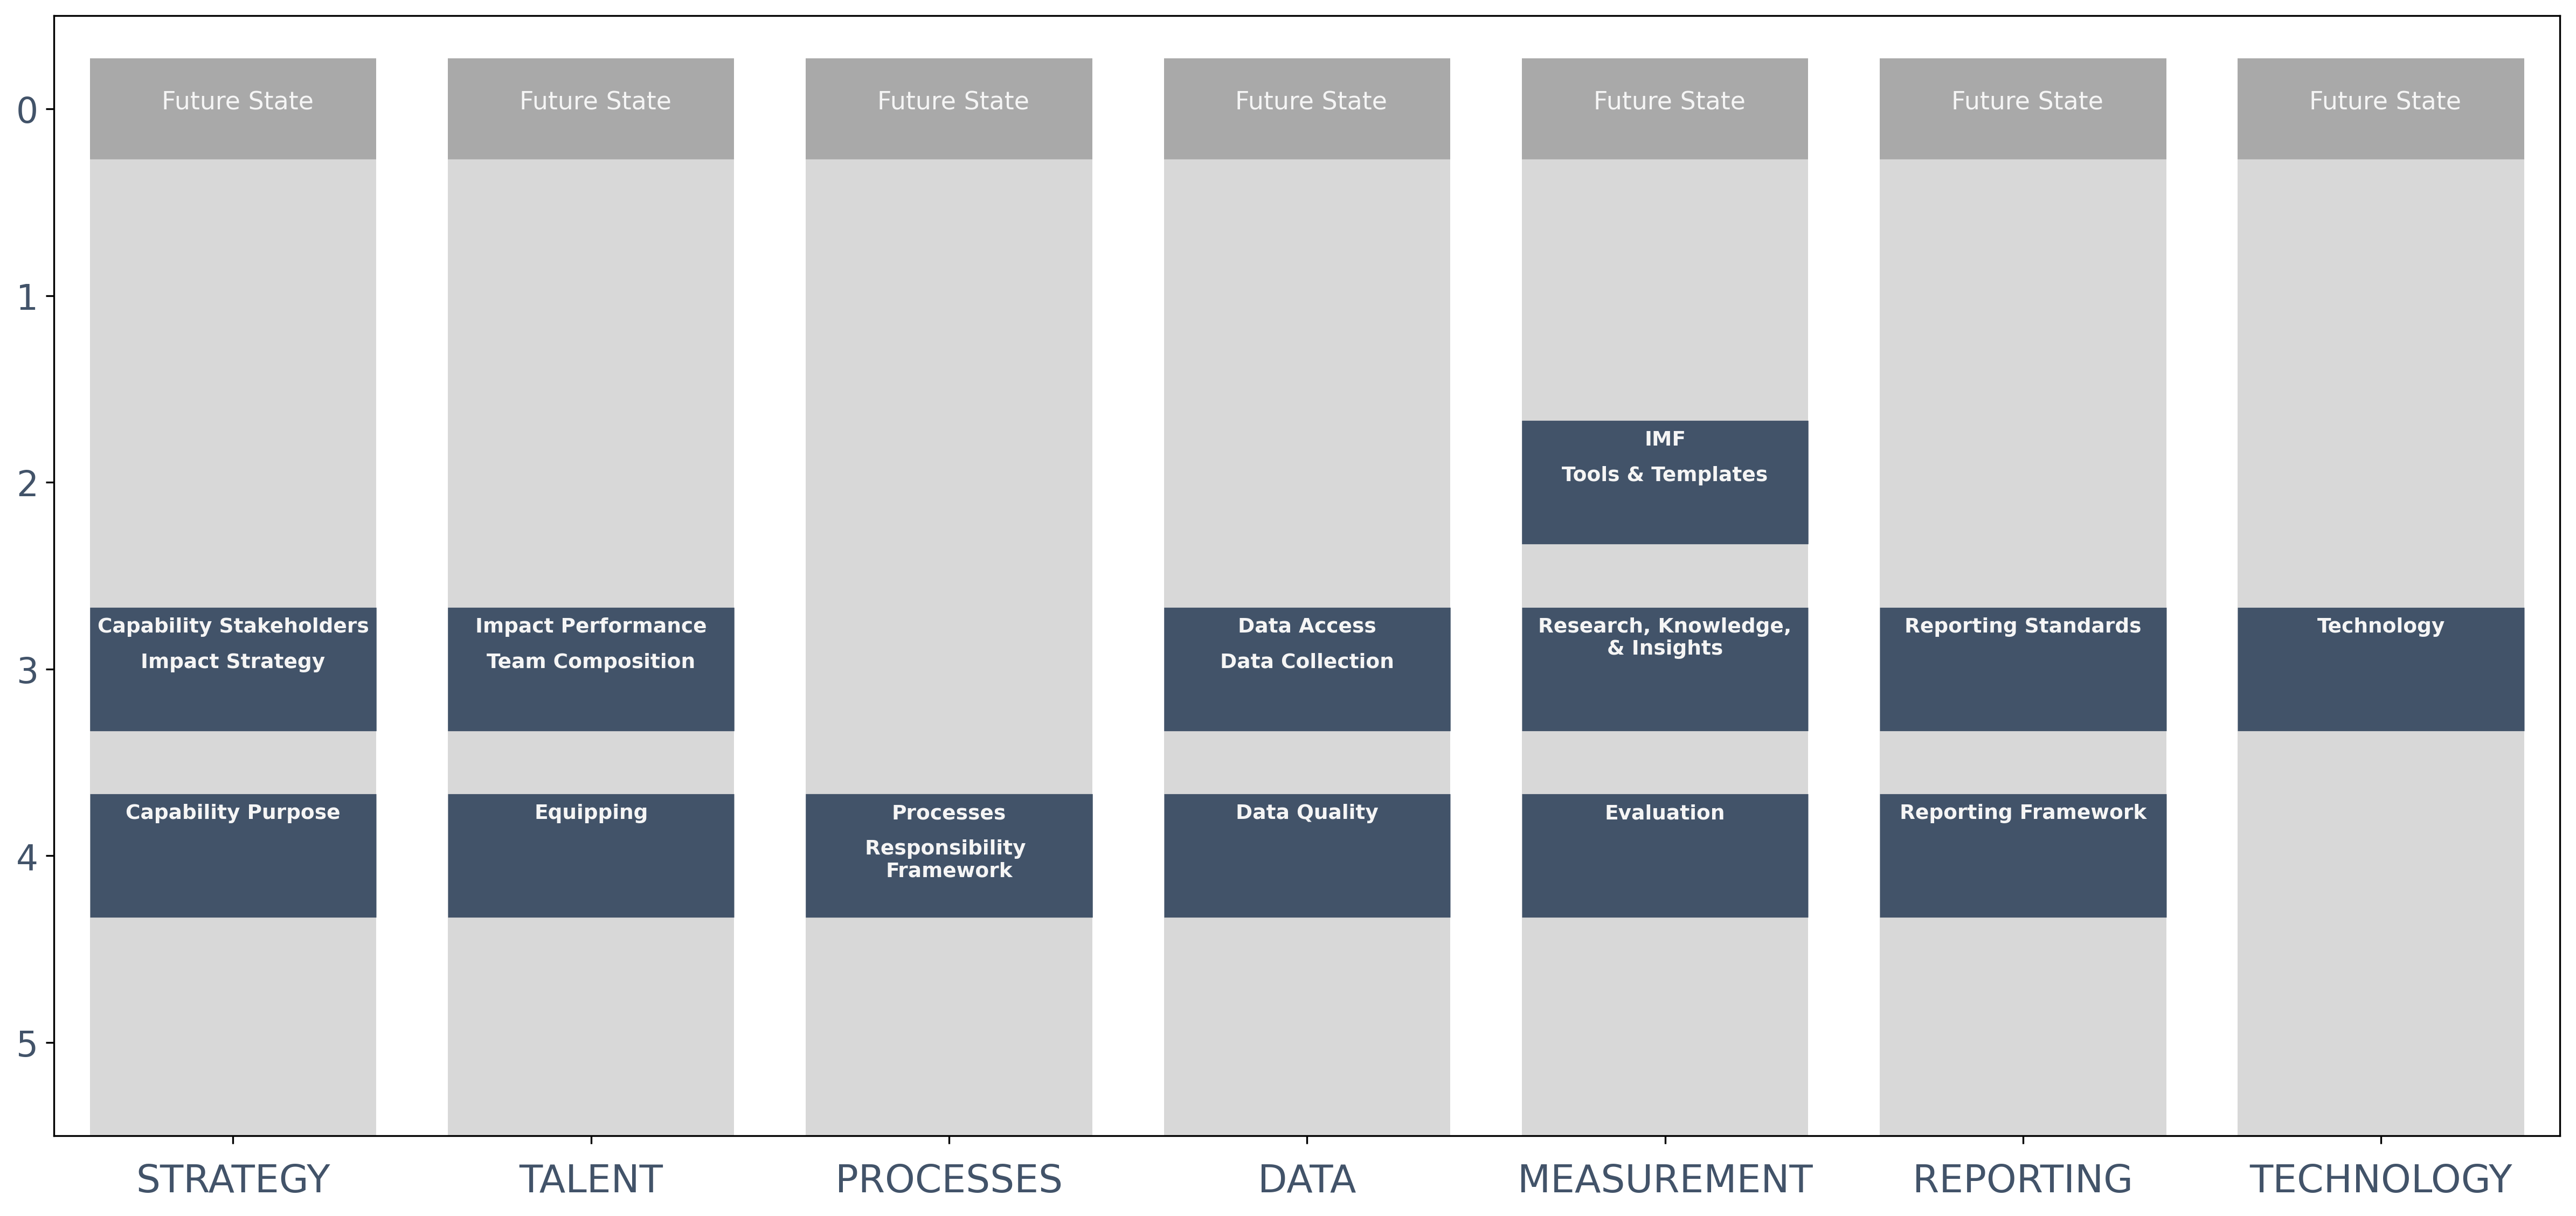 0
Future State
Future State
Future State
Future State
Future State
Future State
Future State
1
2
IMF
Tools & Templates
3
Capability Stakeholders
Impact Strategy
Impact Performance
Team Composition
Data Access
Data Collection
Research, Knowledge,
& Insights
Reporting Standards
Technology
4
Capability Purpose
Equipping
Processes
Responsibility
Framework
Data Quality
Evaluation
Reporting Framework
5
STRATEGY
TALENT
PROCESSES
DATA
MEASUREMENT
REPORTING
TECHNOLOGY